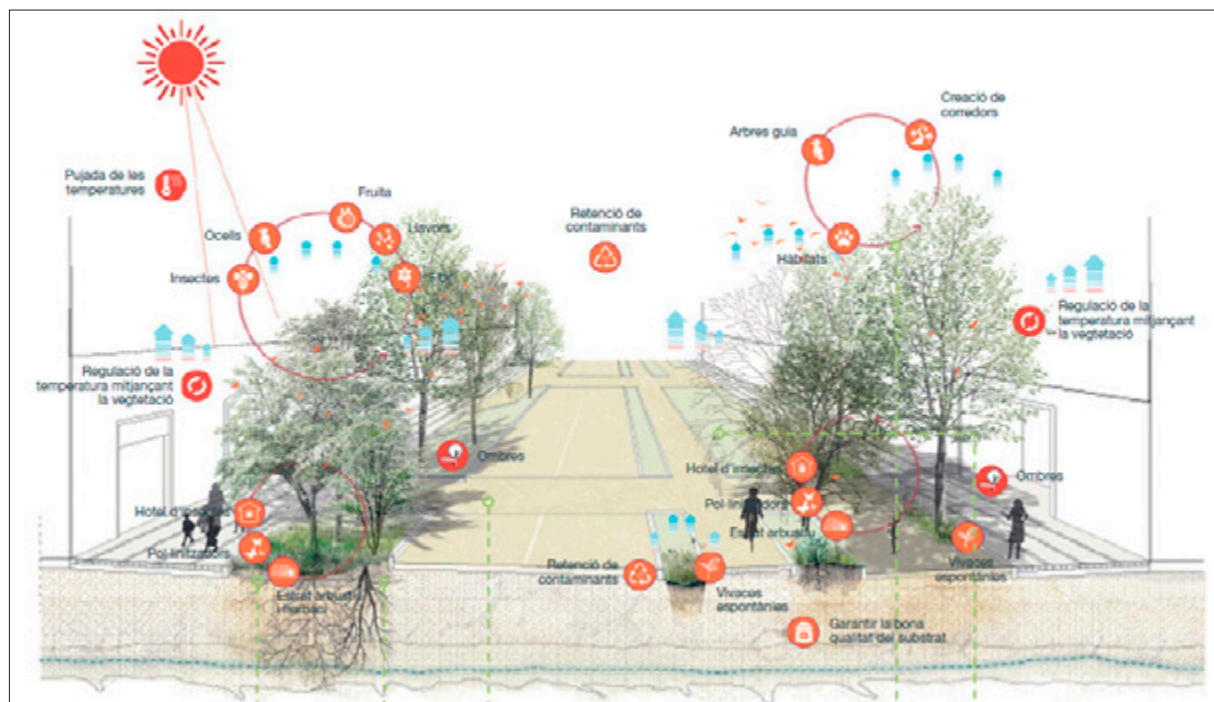 Creació de
corredors
Arbres guia
Pujada de les
temperatures
Fruita
Ocells
Llavors
Retenció de
contaminants
Insectes
Flor
Hàbitats
Regulació de la
temperatura mitjançant
la vegtetació
Regulació de la
temperatura mitjançant
la vegtetació
Ombres
Hotel d'insectes
Ombres
Pol·linitzadors
Hotel d'insectes
Estrat arbustiu
Pol·linitzadors
Vivaces
espontànies
Retenció de
contaminants
Estrat arbustiu
i herbaci
Vivaces
espontànies
Garantir la bona
qualitat del substrat